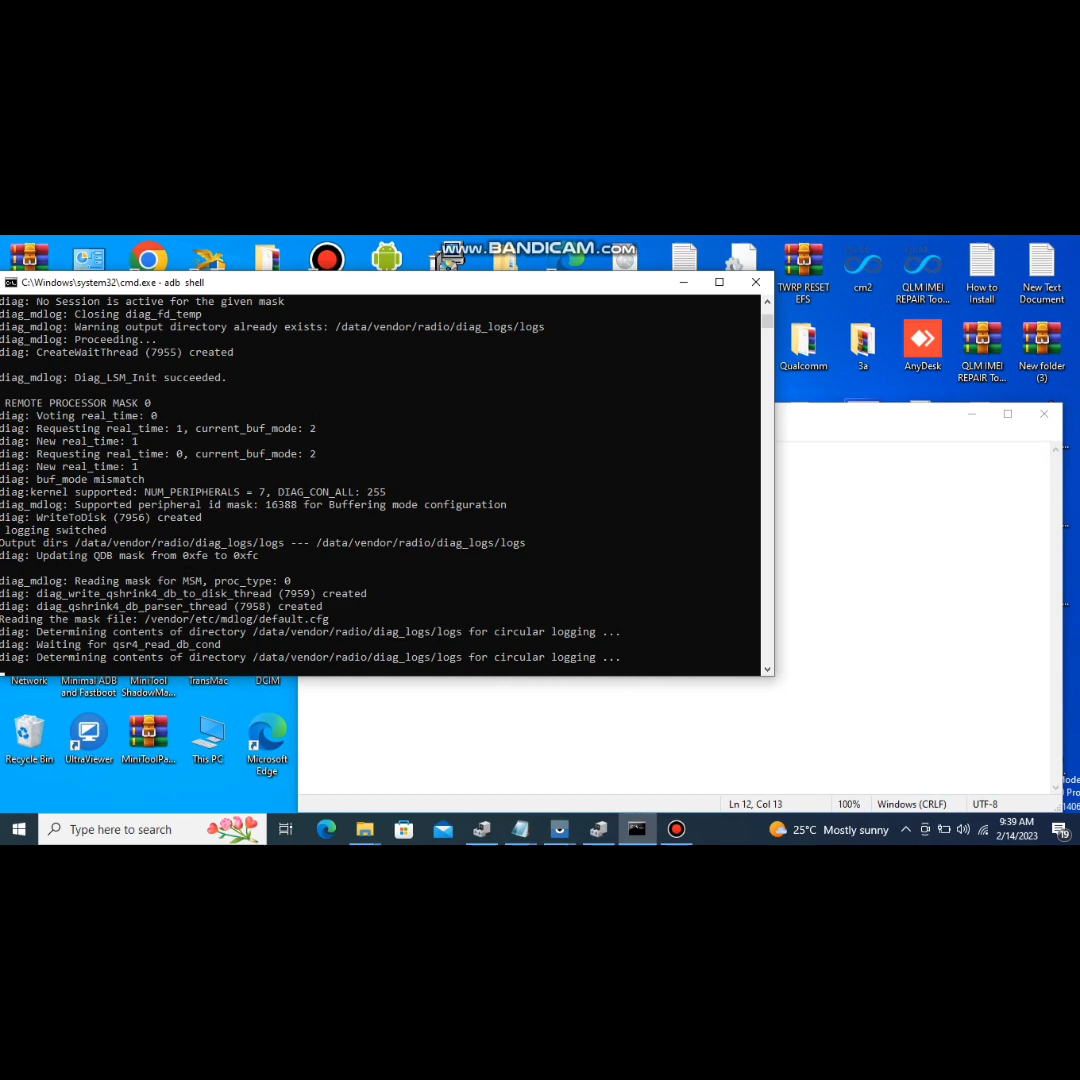 www.BANDICAM.com
C:\Windows\system32\cmd.exe - adb shell
diag: No Session is active for the given mask
diag_mdlog: Closing diag_fd_temp
diag_mdlog: Warning output directory already exists: /data/vendor/radio/diag_logs/logs
diag_mdlog: Proceeding...
diag: CreateWaitThread (7955) created
diag_mdlog: Diag_LSM_Init succeeded.
REMOTE PROCESSOR MASK 0
diag: Voting real_time: 0
diag: Requesting real_time: 1, current_buf_mode: 2
diag: New real_time: 1
diag: Requesting real_time: 0, current_buf_mode: 2
diag: New real_time: 1
diag: buf_mode mismatch
diag:kernel supported: NUM_PERIPHERALS = 7, DIAG_CON_ALL: 255
diag_mdlog: Supported peripheral id mask: 16388 for Buffering mode configuration
diag: WriteToDisk (7956) created
logging switched
Output dirs /data/vendor/radio/diag_logs/logs --- /data/vendor/radio/diag_logs/logs
diag: Updating QDB mask from 0xfe to 0xfc
diag_mdlog: Reading mask for MSM, proc_type: 0
diag: diag_write_qshrink4_db_to_disk_thread (7959) created
diag: diag_qshrink4_db_parser_thread (7958) created
Reading the mask file: /vendor/etc/mdlog/default.cfg
diag: Determining contents of directory /data/vendor/radio/diag_logs/logs for circular logging ...
diag: Waiting for qsr4_read_db_cond
diag: Determining contents of directory /data/vendor/radio/diag_logs/logs for circular logging ...
TWRP RESET
EFS
cm2
QLM IMEI
REPAIR Too...
How to
Install
New Text
Document
Qualcomm
3a
AnyDesk
QLM IMEI
REPAIR To...
New folder
(3)
Network
Minimal ADB
and Fastboot
MiniTool
ShadowMa...
TransMac
DCIM
Recycle Bin
UltraViewer
MiniToolPa...
This PC
Microsoft
Edge
Ln 12, Col 13
100%
Windows (CRLF)
UTF-8
Type here to search
25°C Mostly sunny
9:39 AM
2/14/2023
19